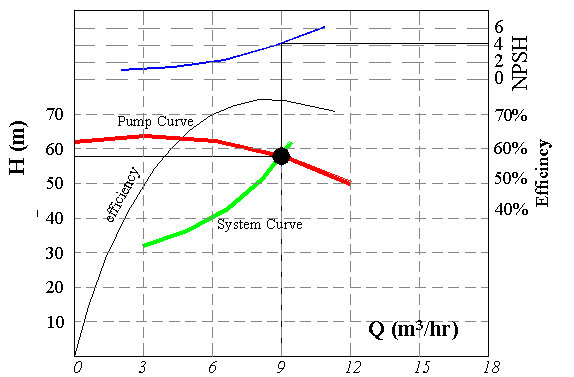 6
4
2
0
NPSH
70
60
50
40
30
20
10
H (m)
Pump Curve
efficiency
System Curve
70%
60%
50%
40%
Efficincy
Q (m3/hr)
0 3 6 9 12 15 18